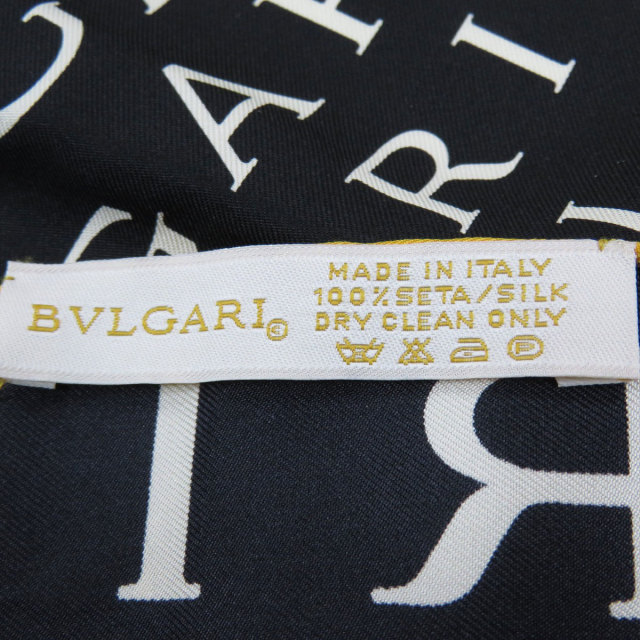 BVLGARI®
MADE IN ITALY
100% SETA/SILK
DRY CLEAN ONLY
P